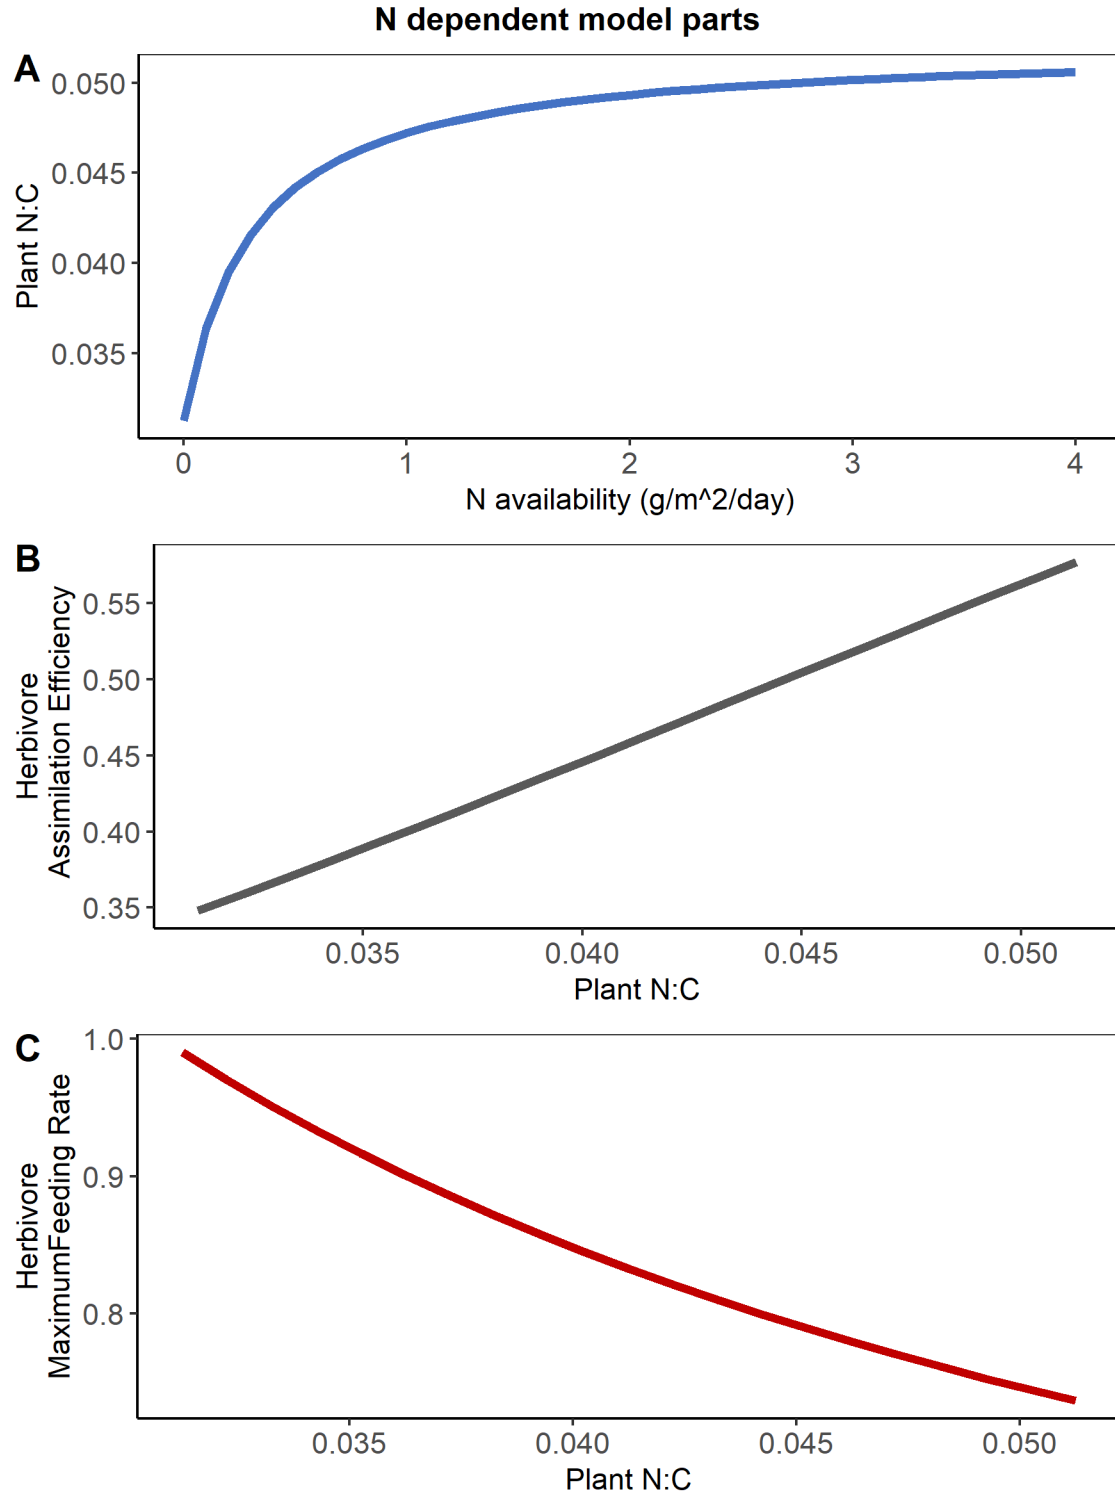 N dependent model parts
A
Plant N:C
0.050
0.045
0.040
0.035
0 1 2 3 4
N availability (g/m^2/day)
B
Herbivore
Assimilation Efficiency
0.55
0.50
0.45
0.40
0.35
0.035 0.040 0.045 0.050
Plant N:C
C
Herbivore
MaximumFeeding Rate
1.0
0.9
0.8
0.035 0.040 0.045 0.050
Plant N:C